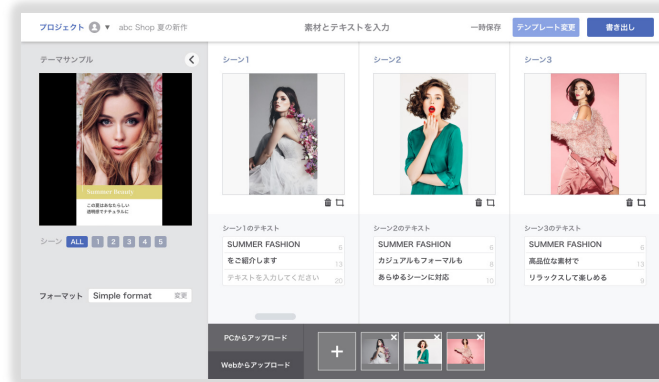 プロジェクト ▼ abc Shop 夏の新作
素材とテキストを入力
一時保存
テンプレート変更
書き出し
テーマサンプル
Summer Beauty
この夏はあなたらしい
透明感でナチュラルに
シーン ALL 1 2 3 4 5
フォーマット Simple format 変更
シーン1
シーン1のテキスト
SUMMER FASHION 6
をご紹介します 13
テキストを入力してください 20
シーン2
シーン2のテキスト
SUMMER FASHION 6
カジュアルもフォーマルも 8
あらゆるシーンに対応 10
シーン3
シーン3のテキスト
SUMMER FASHION 6
高品位な素材で 13
リラックスして楽しめる 9
PCからアップロード
Webからアップロード